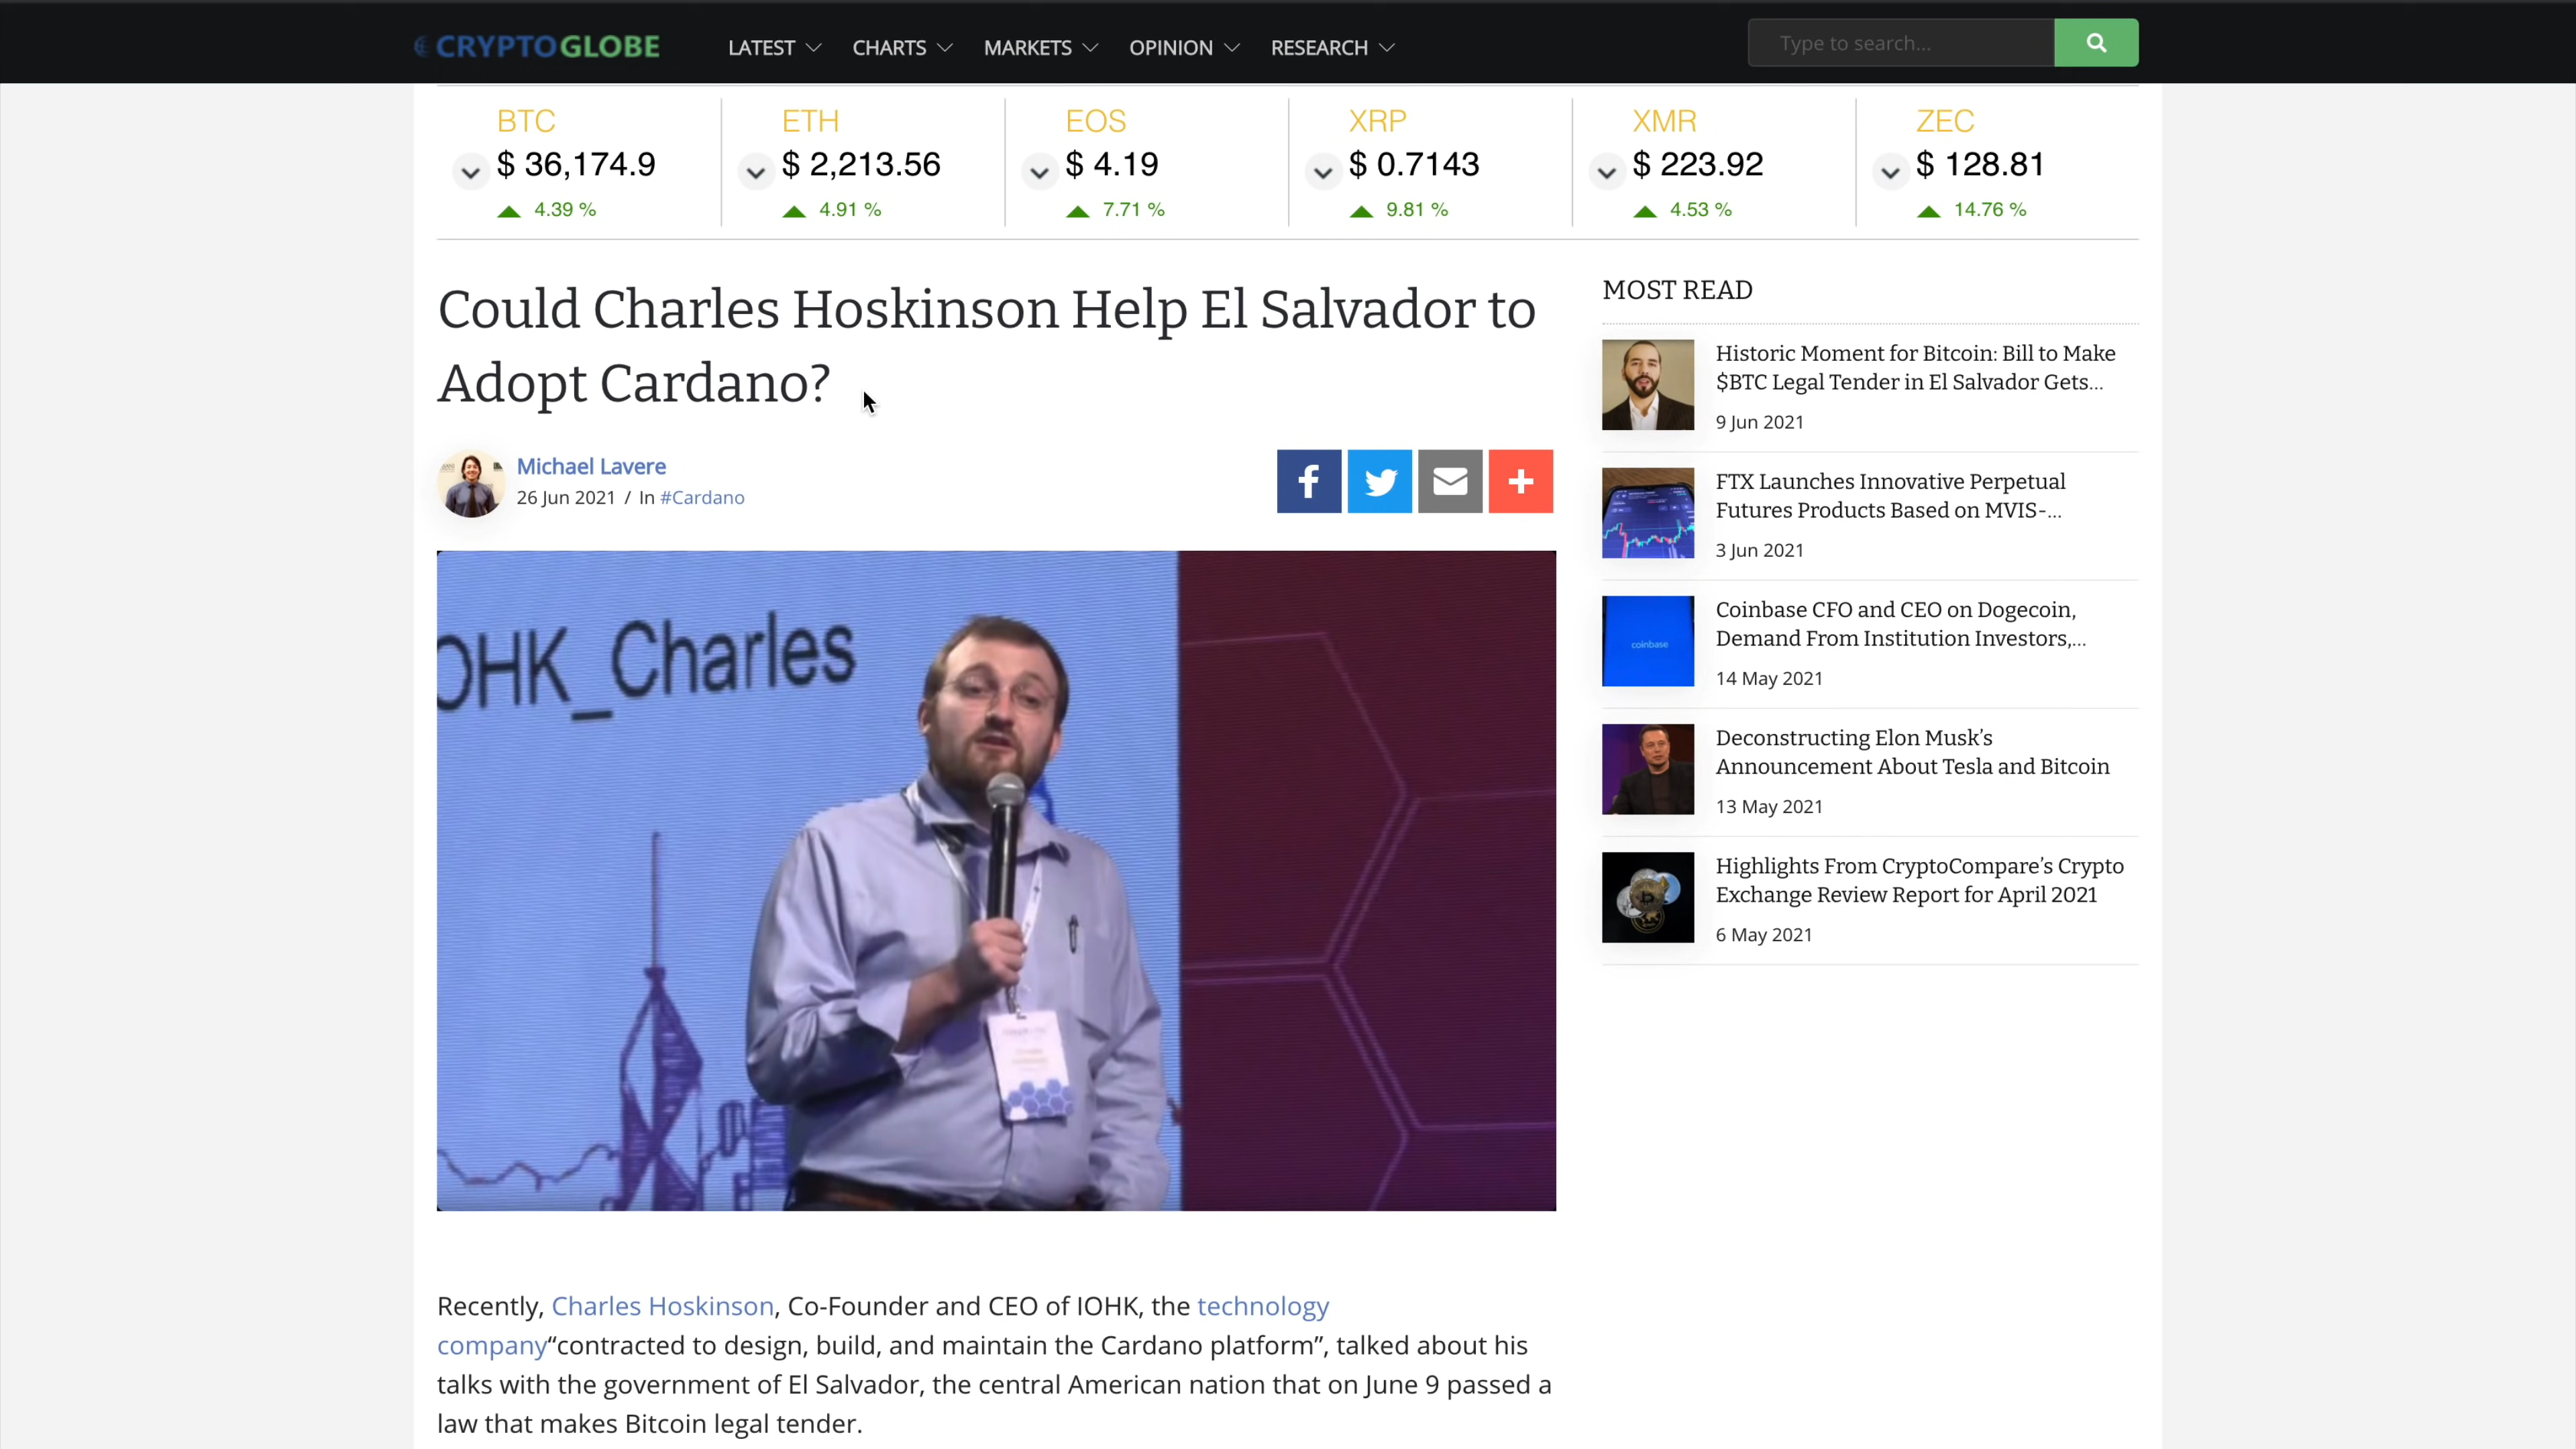 CRYPTOGLOBE
LATEST CHARTS MARKETS OPINION RESEARCH
Type to search...
BTC
$ 36,174.9
4.39 %
ETH
$ 2,213.56
4.91 %
EOS
$ 4.19
7.71 %
XRP
$ 0.7143
9.81 %
XMR
$ 223.92
4.53 %
ZEC
$ 128.81
14.76 %
Could Charles Hoskinson Help El Salvador to
Adopt Cardano?
Michael Lavere
26 Jun 2021 / In #Cardano
OHK_Charles
Recently, Charles Hoskinson, Co-Founder and CEO of IOHK, the technology
company“contracted to design, build, and maintain the Cardano platform”, talked about his
talks with the government of El Salvador, the central American nation that on June 9 passed a
law that makes Bitcoin legal tender.
MOST READ
Historic Moment for Bitcoin: Bill to Make
$BTC Legal Tender in El Salvador Gets...
9 Jun 2021
FTX Launches Innovative Perpetual
Futures Products Based on MVIS-...
3 Jun 2021
coinbase
Coinbase CFO and CEO on Dogecoin,
Demand From Institution Investors,...
14 May 2021
Deconstructing Elon Musk’s
Announcement About Tesla and Bitcoin
13 May 2021
Highlights From CryptoCompare’s Crypto
Exchange Review Report for April 2021
6 May 2021